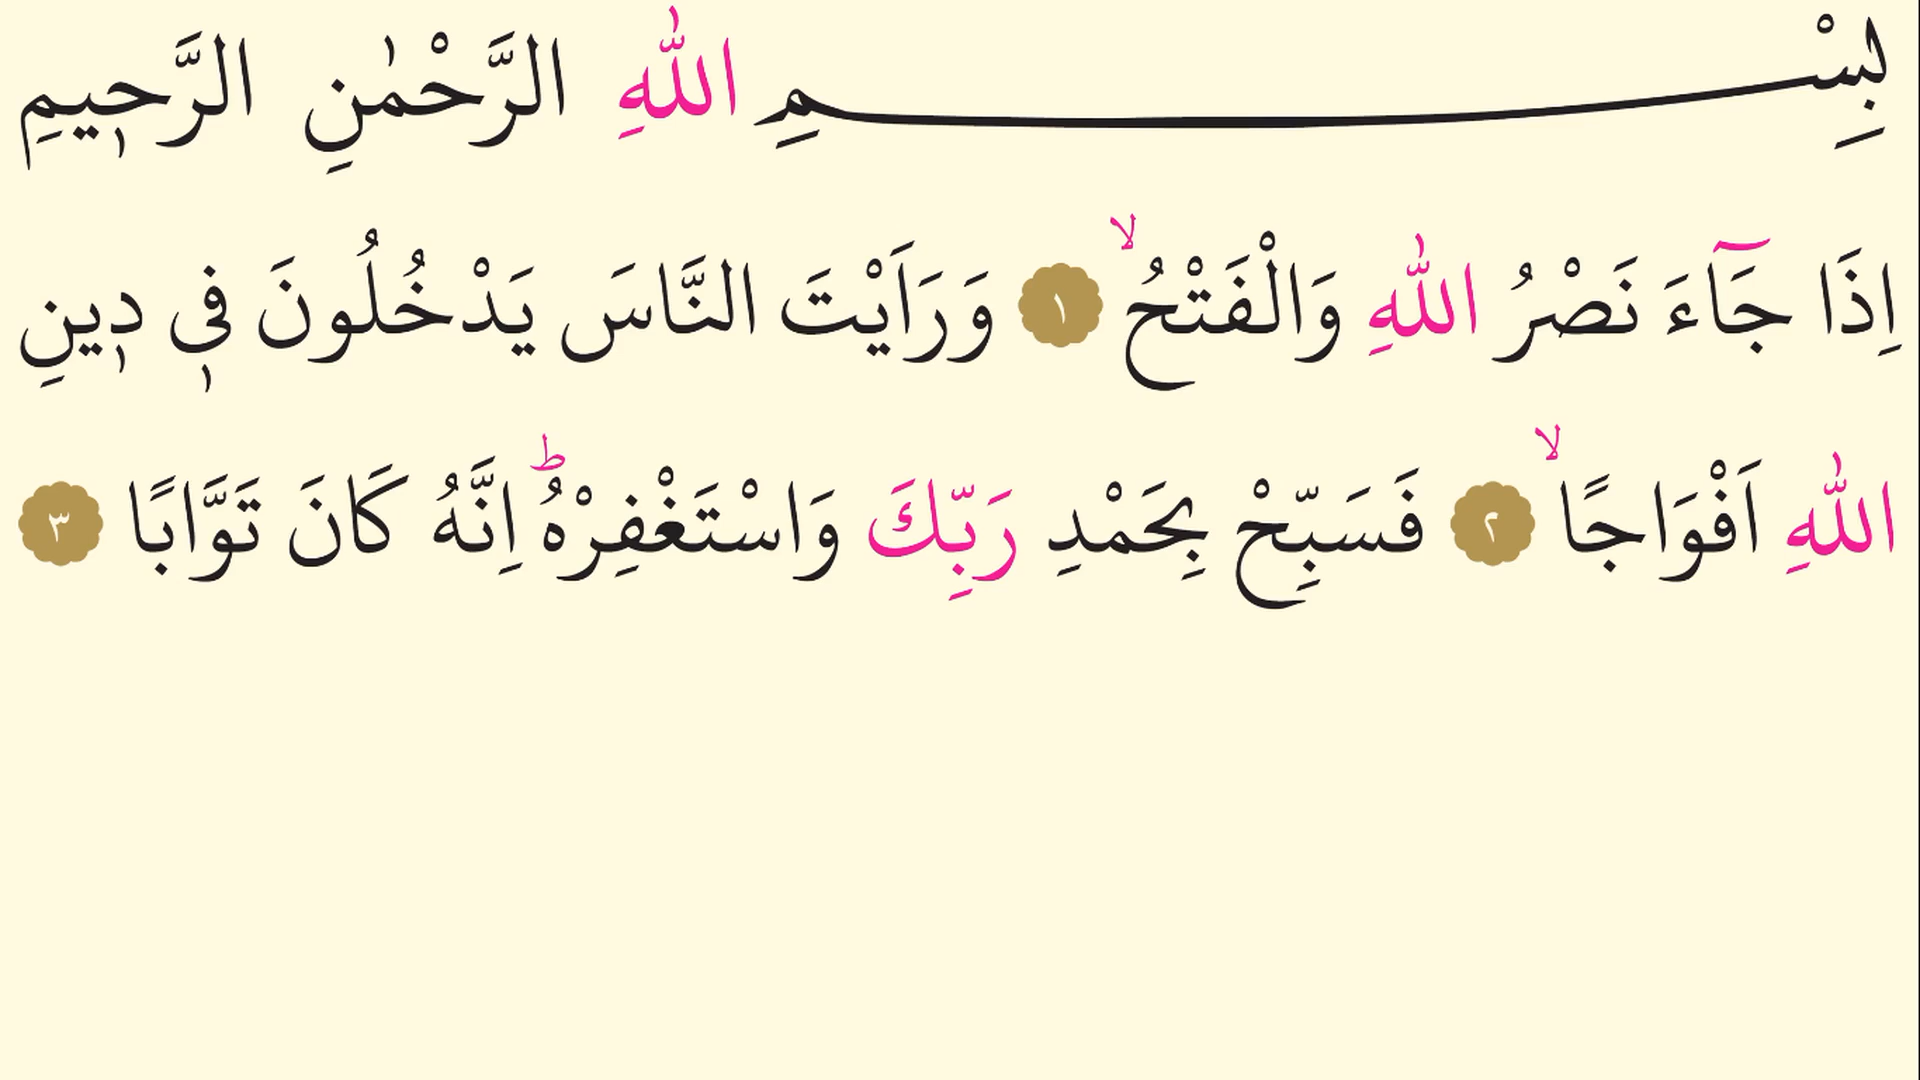 بِسْمِ اللّٰهِ الرَّحْمٰنِ الرَّحٖيمِ
اِذَا جَٓاءَ نَصْرُ اللّٰهِ وَالْفَتْحُۙ ١ وَرَاَيْتَ النَّاسَ يَدْخُلُونَ فٖى دٖينِ
اللّٰهِ اَفْوَاجًاۙ ٢ فَسَبِّحْ بِحَمْدِ رَبِّكَ وَاسْتَغْفِرْهُؕ اِنَّهُ كَانَ تَوَّابًا ٣